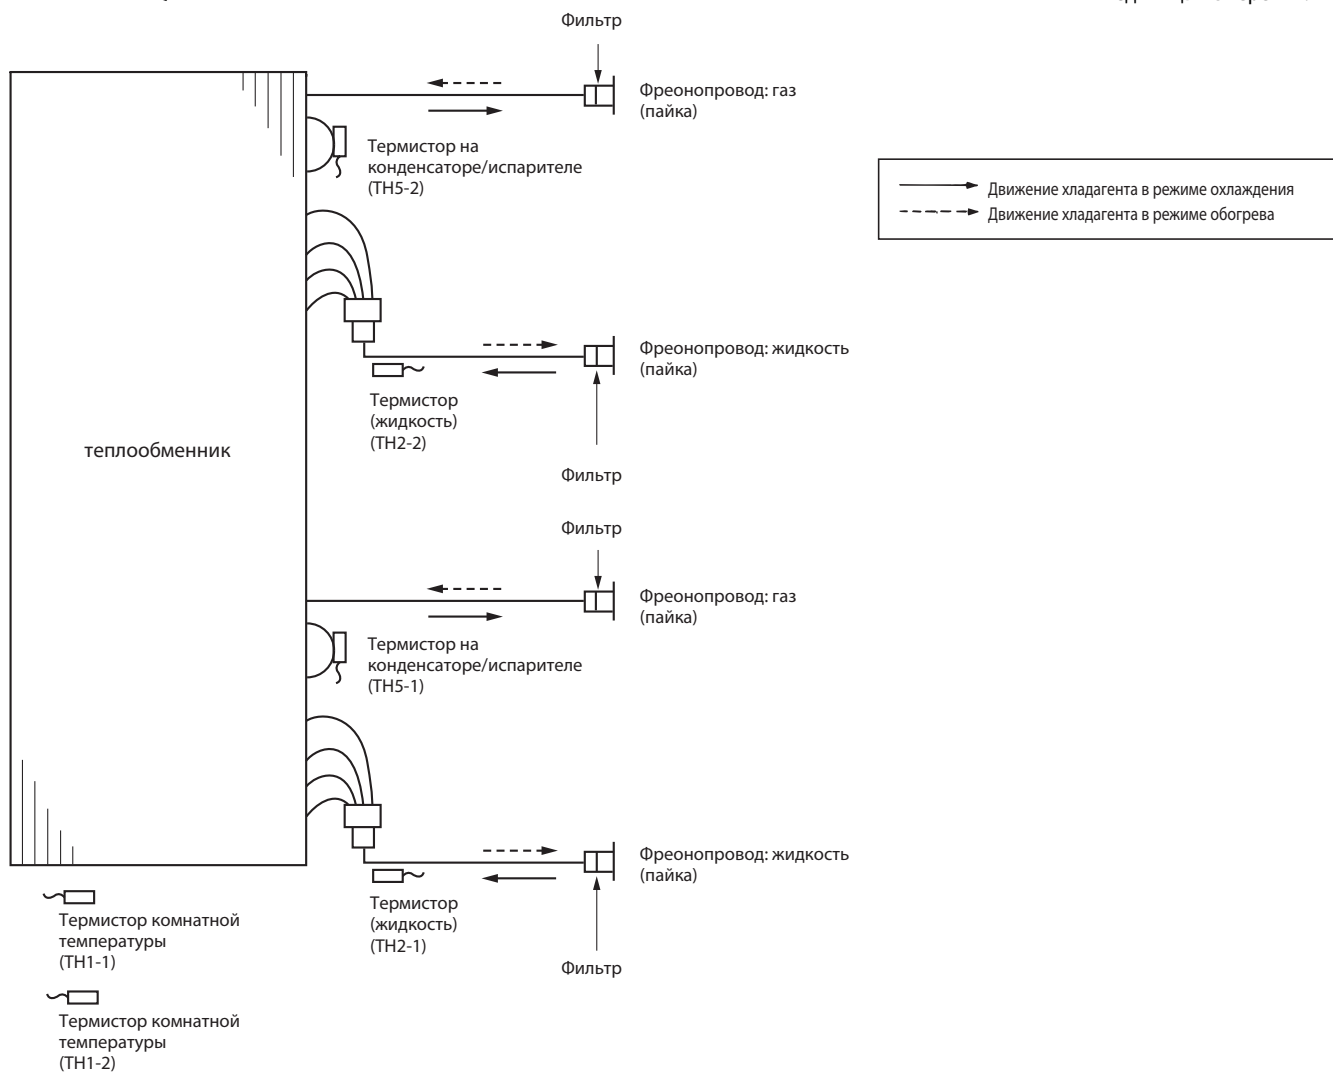 Фильтр
Фреонопровод: газ
(пайка)
Термистор на
конденсаторе/испарителе
(TH5-2)
Движение хладагента в режиме охлаждения
Движение хладагента в режиме обогрева
Фреонопровод: жидкость
(пайка)
Термистор
(жидкость)
(TH2-2)
теплообменник
Фильтр
Фильтр
Фреонопровод: газ
(пайка)
Термистор на
конденсаторе/испарителе
(TH5-1)
Фреонопровод: жидкость
(пайка)
Термистор
(жидкость)
(TH2-1)
Фильтр
Термистор комнатной
температуры
(TH1-1)
Термистор комнатной
температуры
(TH1-2)